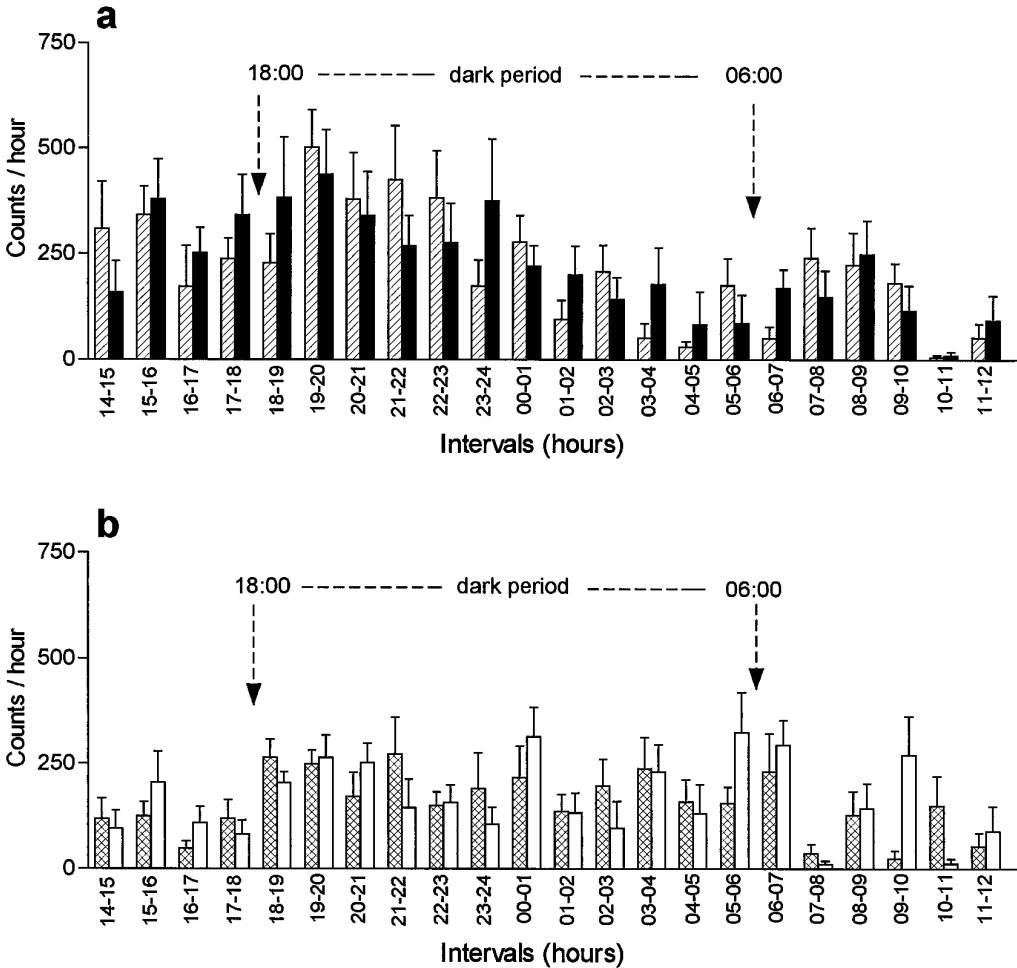 a
750
500
250
0
Counts / hour
18:00 dark period 06:00
14-15 15-16 16-17 17-18 18-19 19-20 20-21 21-22 22-23 23-24 00-01 01-02 02-03 03-04 04-05 05-06 06-07 07-08 08-09 09-10 10-11 11-12
Intervals (hours)
b
750
500
250
0
Counts / hour
18:00 dark period 06:00
14-15 15-16 16-17 17-18 18-19 19-20 20-21 21-22 22-23 23-24 00-01 01-02 02-03 03-04 04-05 05-06 06-07 07-08 08-09 09-10 10-11 11-12
Intervals (hours)